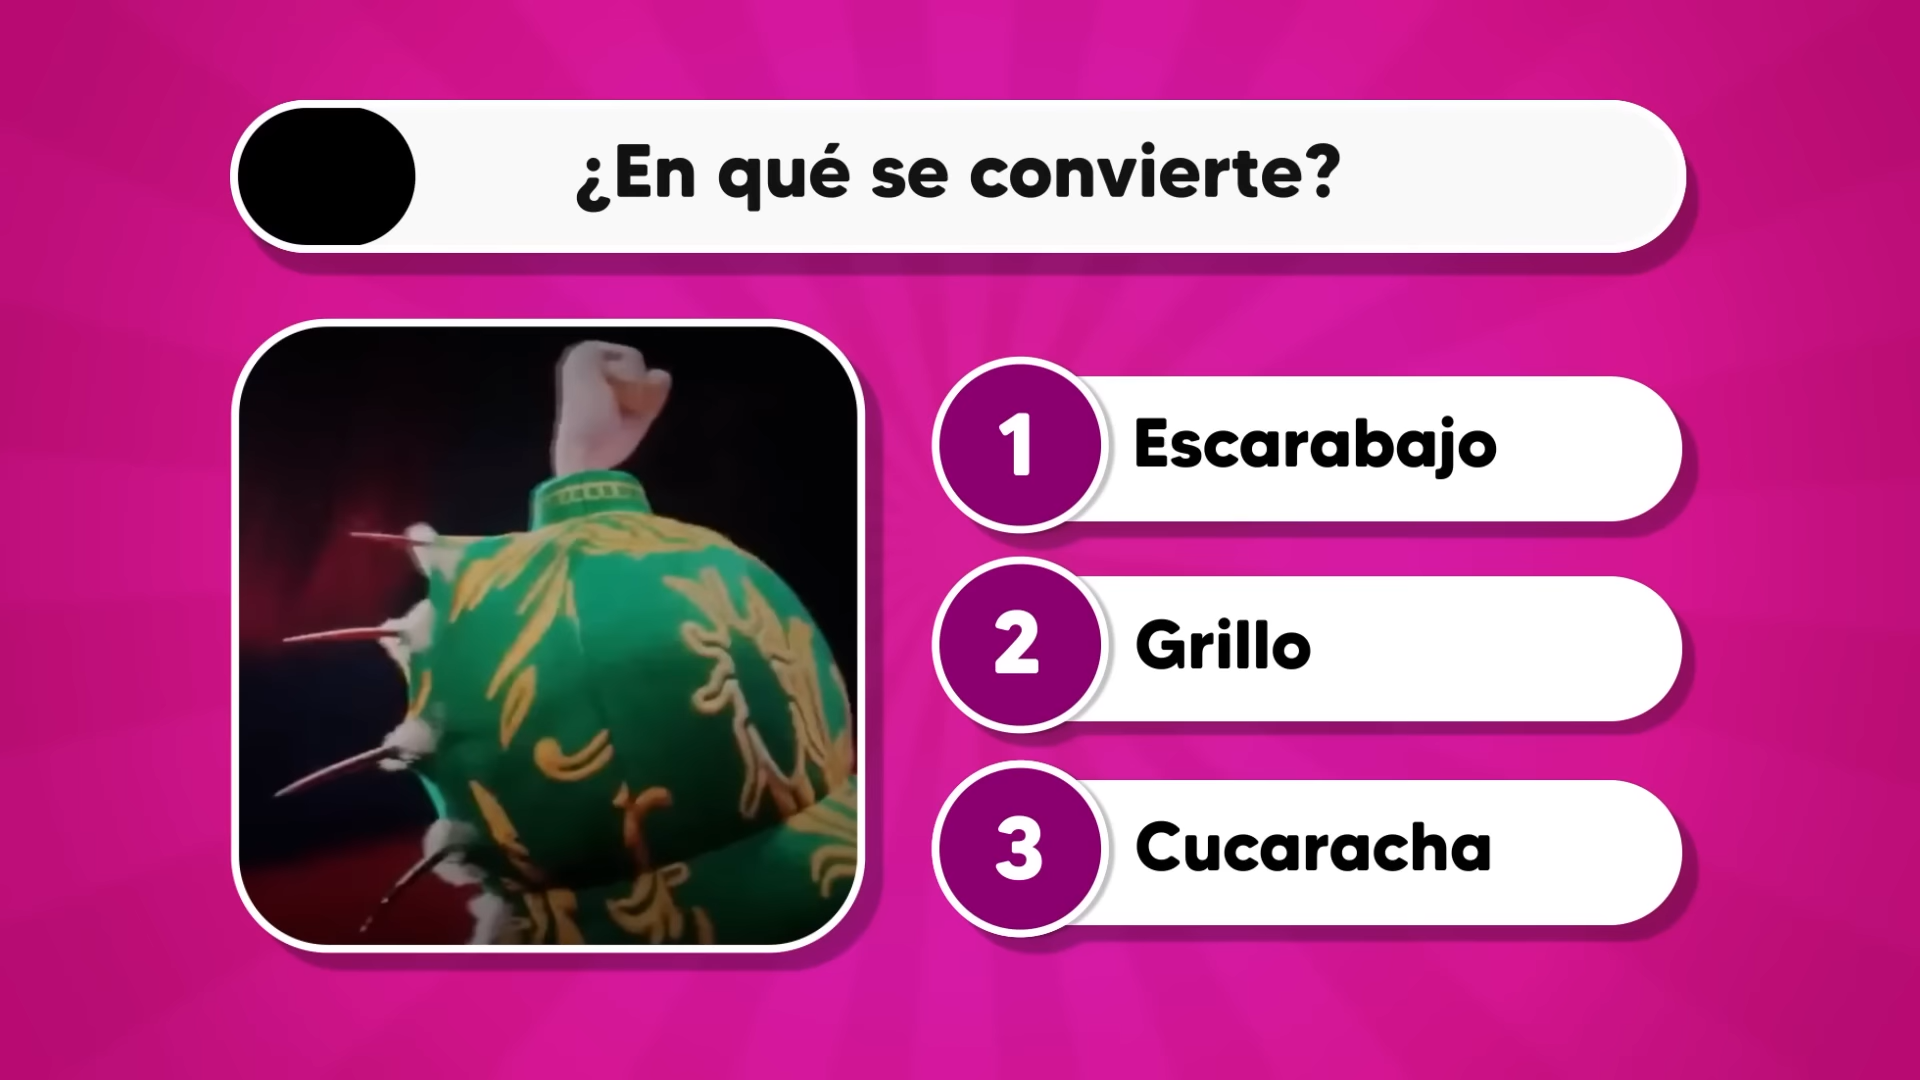 ¿En qué se convierte?
1 Escarabajo
2 Grillo
3 Cucaracha